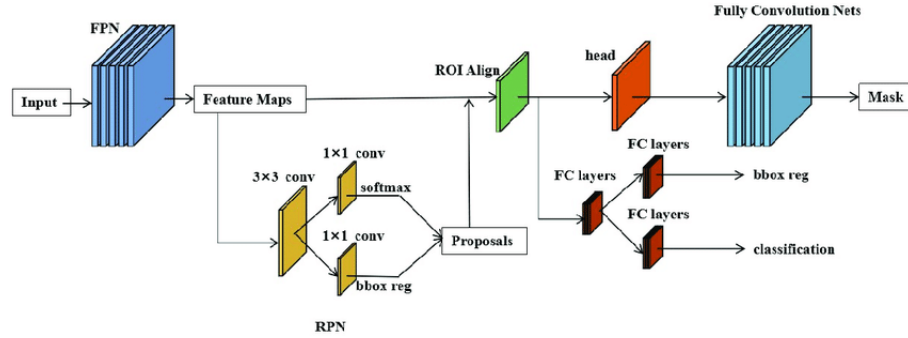 FPN
Fully Convolution Nets
ROI Align
head
Input
Feature Maps
Mask
1×1 conv
3×3 conv
softmax
FC layers
FC layers
bbox reg
1×1 conv
Proposals
FC layers
classification
bbox reg
RPN